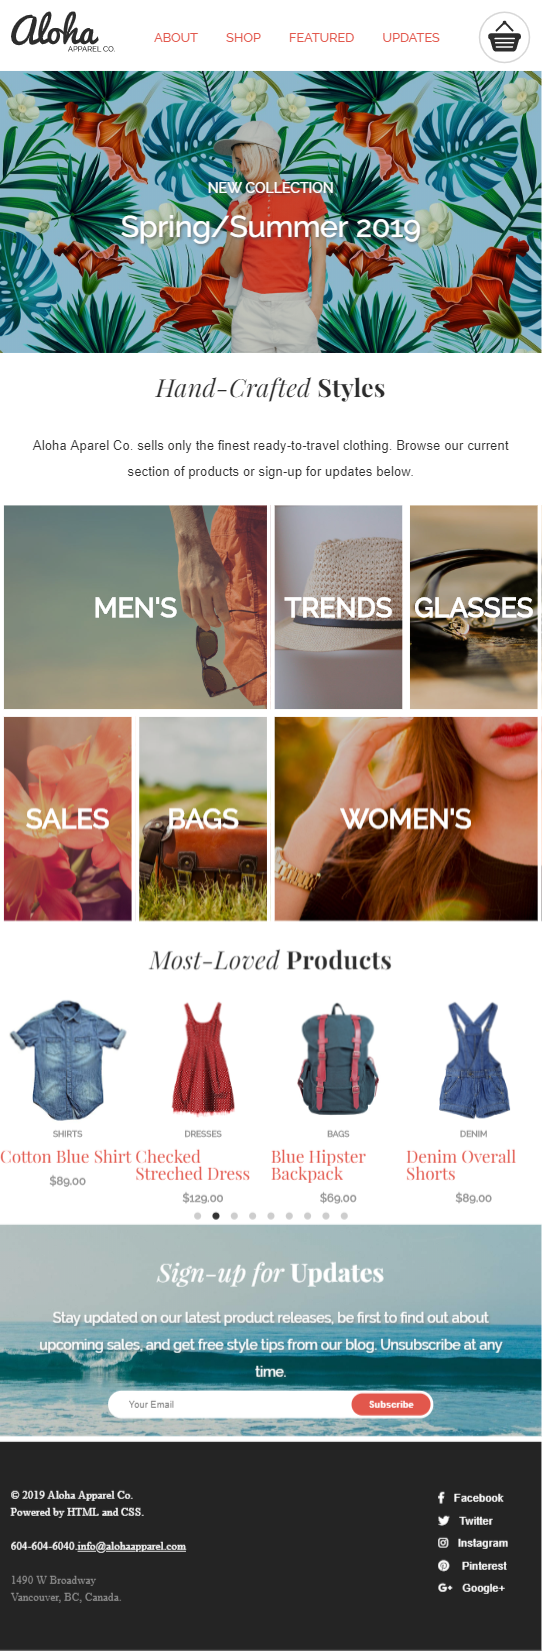 Aloha
APPAREL CO.
ABOUT SHOP FEATURED UPDATES
NEW COLLECTION
Spring/Summer 2019
Hand-Crafted Styles
Aloha Aparel Co. sells only the finest ready-to-travel clothing. Browse our current
section of products or sign-up for updates below.
MEN'S TRENDS GLASSES
SALES BAGS WOMEN'S
Most-Loved Products
SHIRTS
Cotton Blue Shirt
$89.00
DRESSES
Checked
Streched Dress
$129.00
BAGS
Blue Hipster
Backpack
$69.00
DENIM
Denim Overall
Shorts
$89.00
Sign-up for Updates
Stay updated on our latest product releases, be first to find out about
upcoming sales, and get free style tips from our blog. Unsubscribe at any
time.
Your Email Subscribe
© 2019 Aloha Apparel Co.
Powered by HTML and CSS.
604-604-6040.info@alohaapparel.com
1490 W Broadway
Vancouver, BC, Canada.
Facebook
Twitter
Instagram
Pinterest
Google+